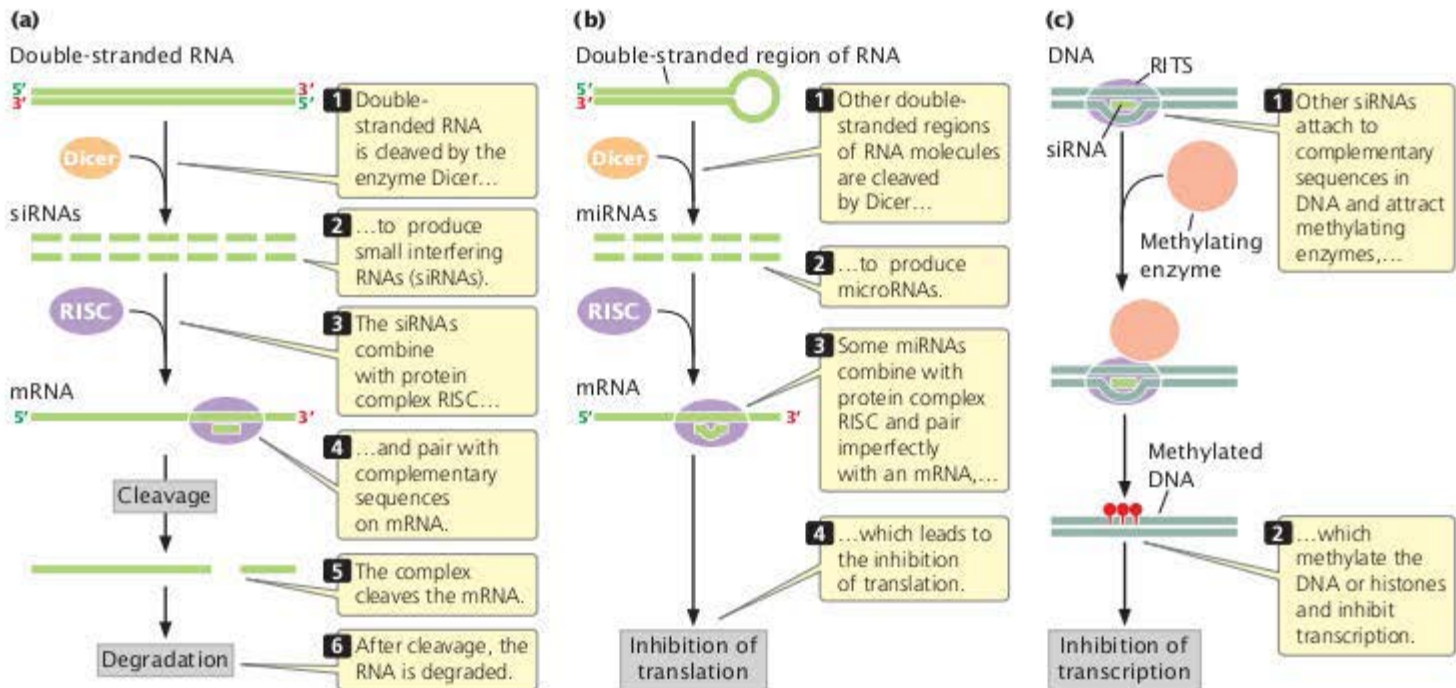 (a)
Double-stranded RNA
5′ 3′
3′ 5′
1 Double-
stranded RNA
is cleaved by the
enzyme Dicer…
Dicer
siRNAs
2 …to produce
small interfering
RNAs (siRNAs).
RISC
3 The siRNAs
combine
with protein
complex RISC…
mRNA
5′ 3′
4 …and pair with
complementary
sequences
on mRNA.
Cleavage
5 The complex
cleaves the mRNA.
Degradation
6 After cleavage, the
RNA is degraded.
(b)
Double-stranded region of RNA
5′
3′
1 Other double-
stranded regions
of RNA molecules
are cleaved
by Dicer…
Dicer
miRNAs
2 …to produce
microRNAs.
RISC
3 Some miRNAs
combine with
protein complex
RISC and pair
imperfectly
with an mRNA,…
mRNA
5′ 3′
4 …which leads to
the inhibition
of translation.
Inhibition of
translation
(c)
DNA
RITS
siRNA
1 Other siRNAs
attach to
complementary
sequences in
DNA and attract
methylating
enzymes,…
Methylating
enzyme
Methylated
DNA
2 …which
methylate the
DNA or histones
and inhibit
transcription.
Inhibition of
transcription